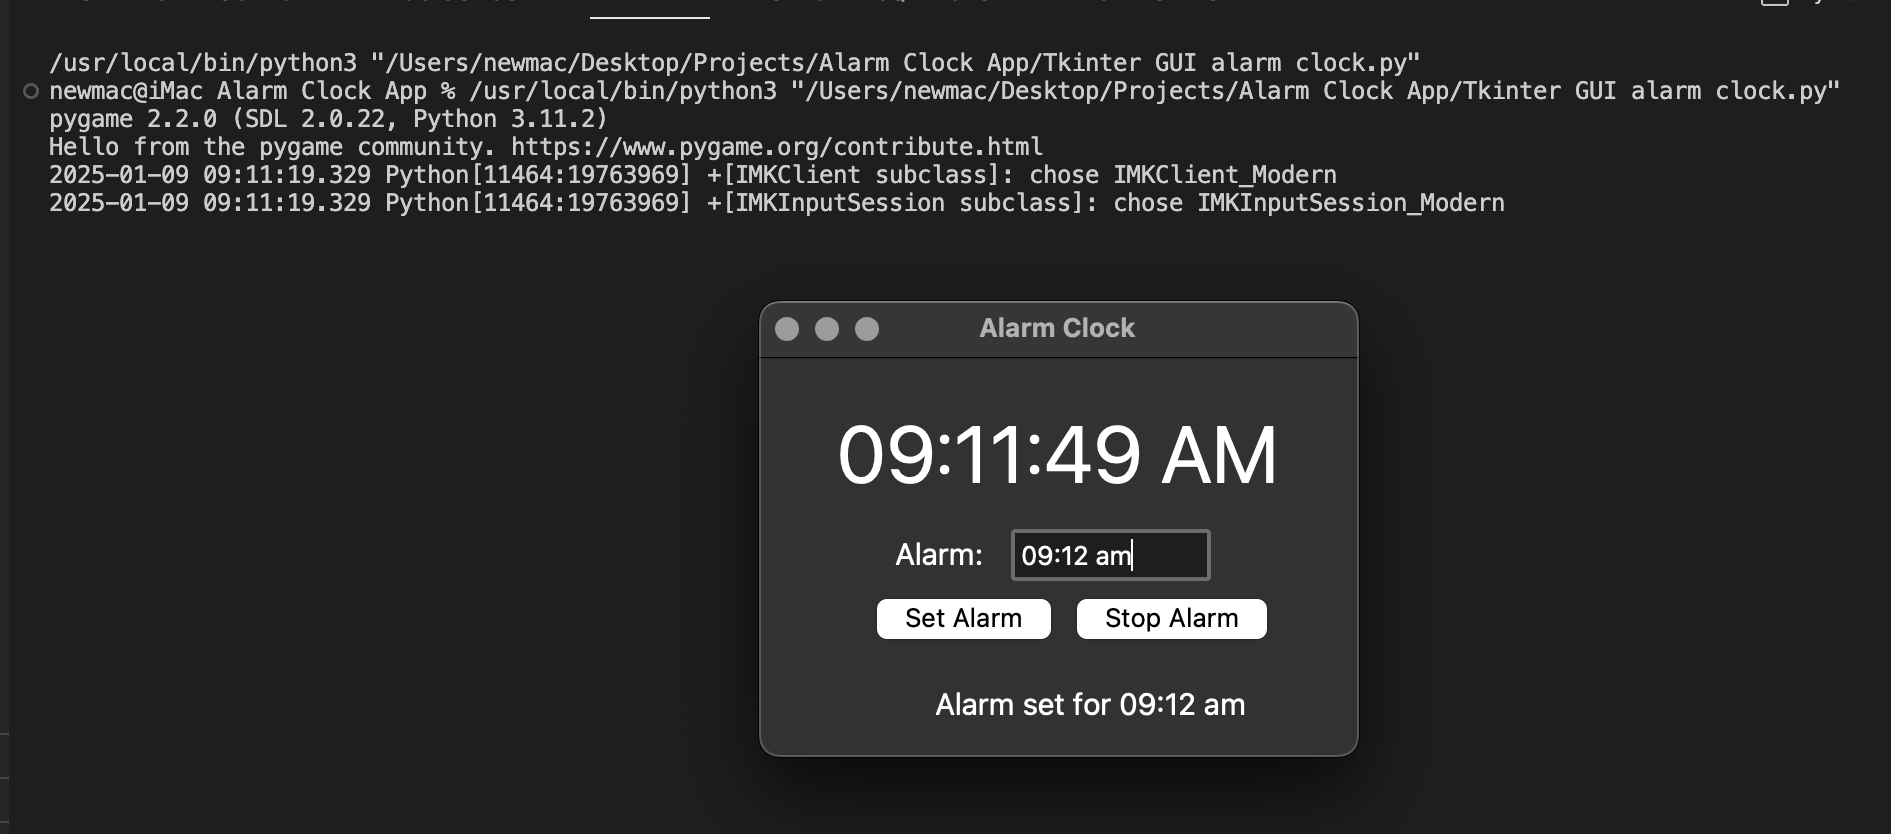 /usr/local/bin/python3 "/Users/newmac/Desktop/Projects/Alarm Clock App/Tkinter GUI alarm clock.py"
newmac@iMac Alarm Clock App % /usr/local/bin/python3 "/Users/newmac/Desktop/Projects/Alarm Clock App/Tkinter GUI alarm clock.py"
pygame 2.2.0 (SDL 2.0.22, Python 3.11.2)
Hello from the pygame community. https://www.pygame.org/contribute.html
2025-01-09 09:11:19.329 Python[11464:19763969] +[IMKClient subclass]: chose IMKClient_Modern
2025-01-09 09:11:19.329 Python[11464:19763969] +[IMKInputSession subclass]: chose IMKInputSession_Modern
Alarm Clock
09:11:49 AM
Alarm: 09:12 am
Set Alarm Stop Alarm
Alarm set for 09:12 am